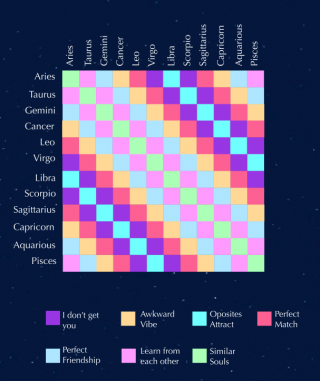 Aries Taurus Gemini Cancer Leo Virgo Libra Scorpio Sagittarius Capricorn Aquarious Pisces
Aries
Taurus
Gemini
Cancer
Leo
Virgo
Libra
Scorpio
Sagittarius
Capricorn
Aquarious
Pisces
I don't get
you
Awkward
Vibe
Oposites
Attract
Perfect
Match
Perfect
Friendship
Learn from
each other
Similar
Souls